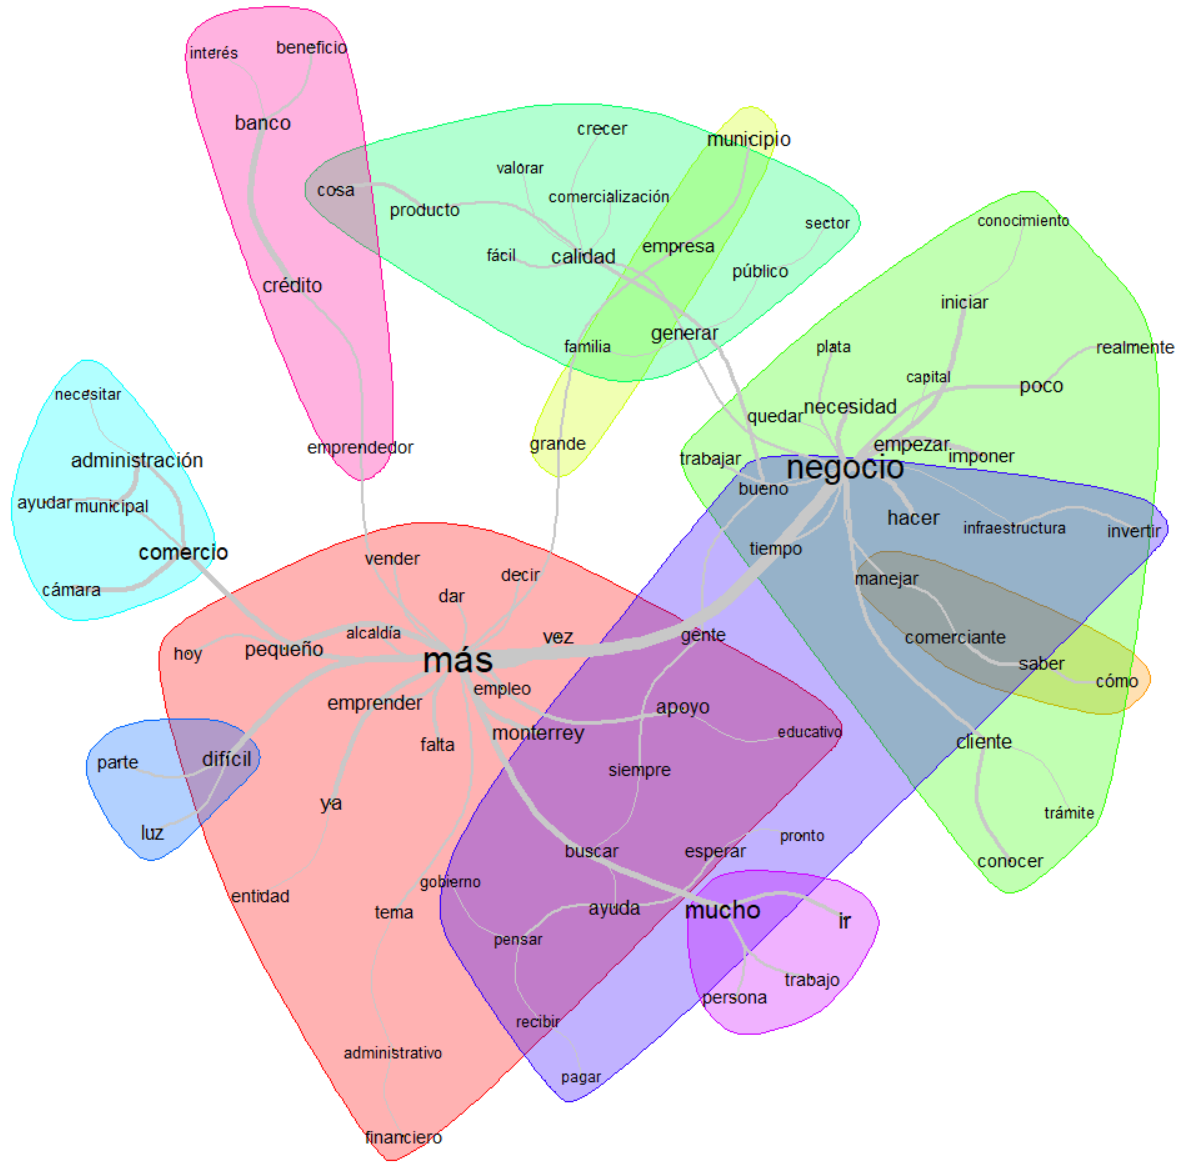 interés
beneficio
banco
crecer
municipio
valorar
cosa
comercialización
producto
sector
conocimiento
empresa
fácil
calidad
público
crédito
iniciar
generar
familia
plata
realmente
capital
poco
necesitar
necesidad
quedar
emprendedor
grande
empezar
imponer
administración
trabajar
negocio
bueno
ayudar
municipal
hacer
infraestructura
invertir
comercio
tiempo
vender
decir
manejar
cámara
dar
alcaldía
vez
gente
comerciante
hoy
pequeño
más
saber
empleo
cómo
emprender
apoyo
monterrey
educativo
falta
cliente
parte
difícil
siempre
ya
trámite
luz
pronto
buscar
esperar
conocer
gobierno
entidad
tema
ayuda
mucho
ir
pensar
trabajo
persona
recibir
administrativo
pagar
financiero